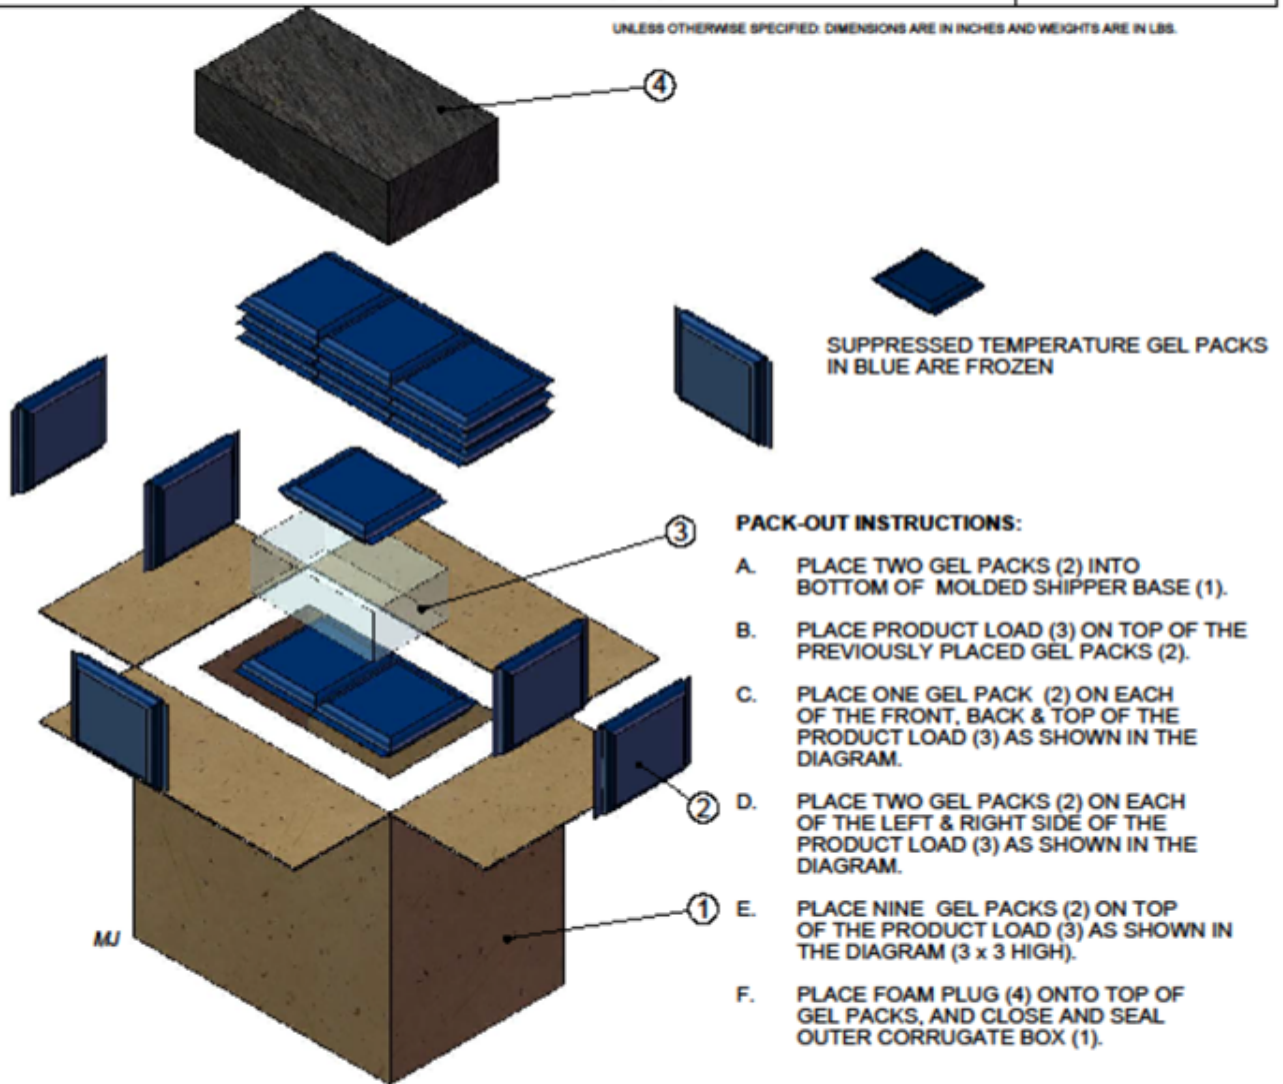 UNLESS OTHERWISE SPECIFIED: DIMENSIONS ARE IN INCHES AND WEIGHTS ARE IN LBS.
4
SUPPRESSED TEMPERATURE GEL PACKS
IN BLUE ARE FROZEN
3
PACK-OUT INSTRUCTIONS:
A. PLACE TWO GEL PACKS (2) INTO
BOTTOM OF MOLDED SHIPPER BASE (1).
B. PLACE PRODUCT LOAD (3) ON TOP OF THE
PREVIOUSLY PLACED GEL PACKS (2).
C. PLACE ONE GEL PACK (2) ON EACH
OF THE FRONT, BACK & TOP OF THE
PRODUCT LOAD (3) AS SHOWN IN THE
DIAGRAM.
2
D. PLACE TWO GEL PACKS (2) ON EACH
OF THE LEFT & RIGHT SIDE OF THE
PRODUCT LOAD (3) AS SHOWN IN THE
DIAGRAM.
1
E. PLACE NINE GEL PACKS (2) ON TOP
OF THE PRODUCT LOAD (3) AS SHOWN IN
THE DIAGRAM (3 x 3 HIGH).
MJ
F. PLACE FOAM PLUG (4) ONTO TOP OF
GEL PACKS, AND CLOSE AND SEAL
OUTER CORRUGATE BOX (1).